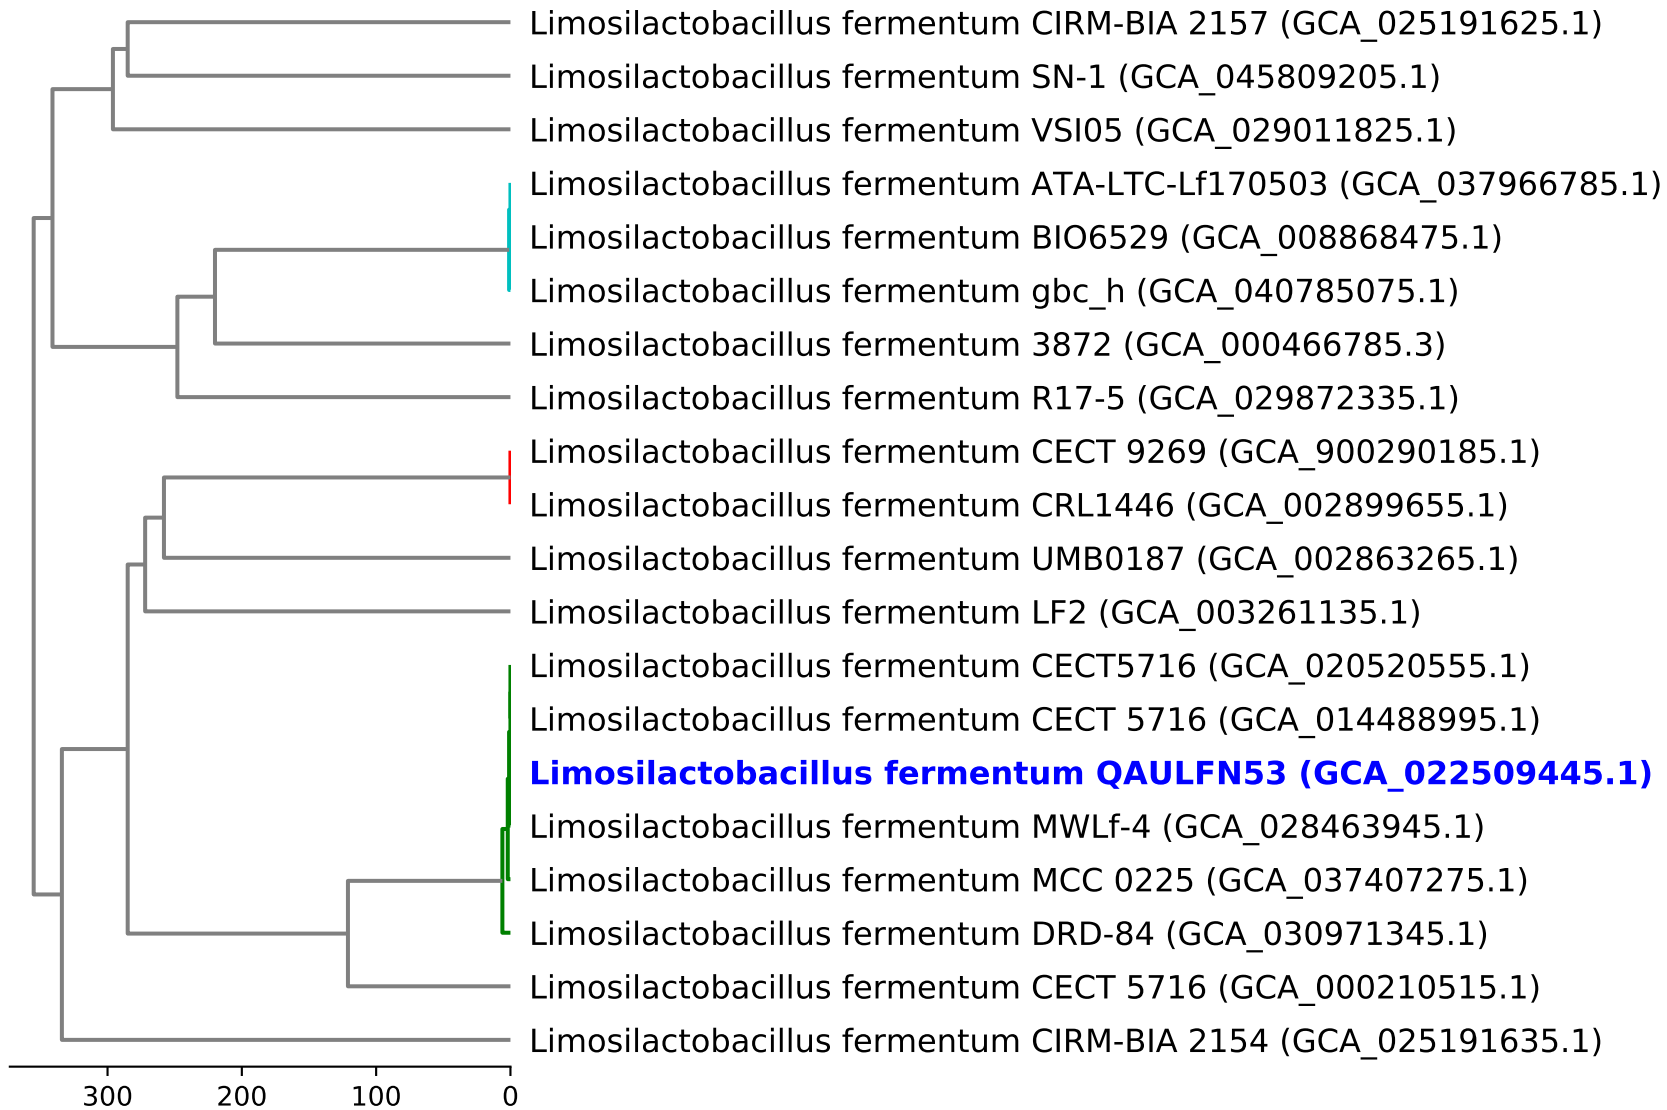 Limosilactobacillus fermentum CIRM-BIA 2157 (GCA_025191625.1)
Limosilactobacillus fermentum SN-1 (GCA_045809205.1)
Limosilactobacillus fermentum VSI05 (GCA_029011825.1)
Limosilactobacillus fermentum ATA-LTC-Lf170503 (GCA_037966785.1)
Limosilactobacillus fermentum BIO6529 (GCA_008868475.1)
Limosilactobacillus fermentum gbc_h (GCA_040785075.1)
Limosilactobacillus fermentum 3872 (GCA_000466785.3)
Limosilactobacillus fermentum R17-5 (GCA_029872335.1)
Limosilactobacillus fermentum CECT 9269 (GCA_900290185.1)
Limosilactobacillus fermentum CRL1446 (GCA_002899655.1)
Limosilactobacillus fermentum UMB0187 (GCA_002863265.1)
Limosilactobacillus fermentum LF2 (GCA_003261135.1)
Limosilactobacillus fermentum CECT5716 (GCA_020520555.1)
Limosilactobacillus fermentum CECT 5716 (GCA_014488995.1)
Limosilactobacillus fermentum QAULFN53 (GCA_022509445.1)
Limosilactobacillus fermentum MWLf-4 (GCA_028463945.1)
Limosilactobacillus fermentum MCC 0225 (GCA_037407275.1)
Limosilactobacillus fermentum DRD-84 (GCA_030971345.1)
Limosilactobacillus fermentum CECT 5716 (GCA_000210515.1)
Limosilactobacillus fermentum CIRM-BIA 2154 (GCA_025191635.1)
300 200 100 0